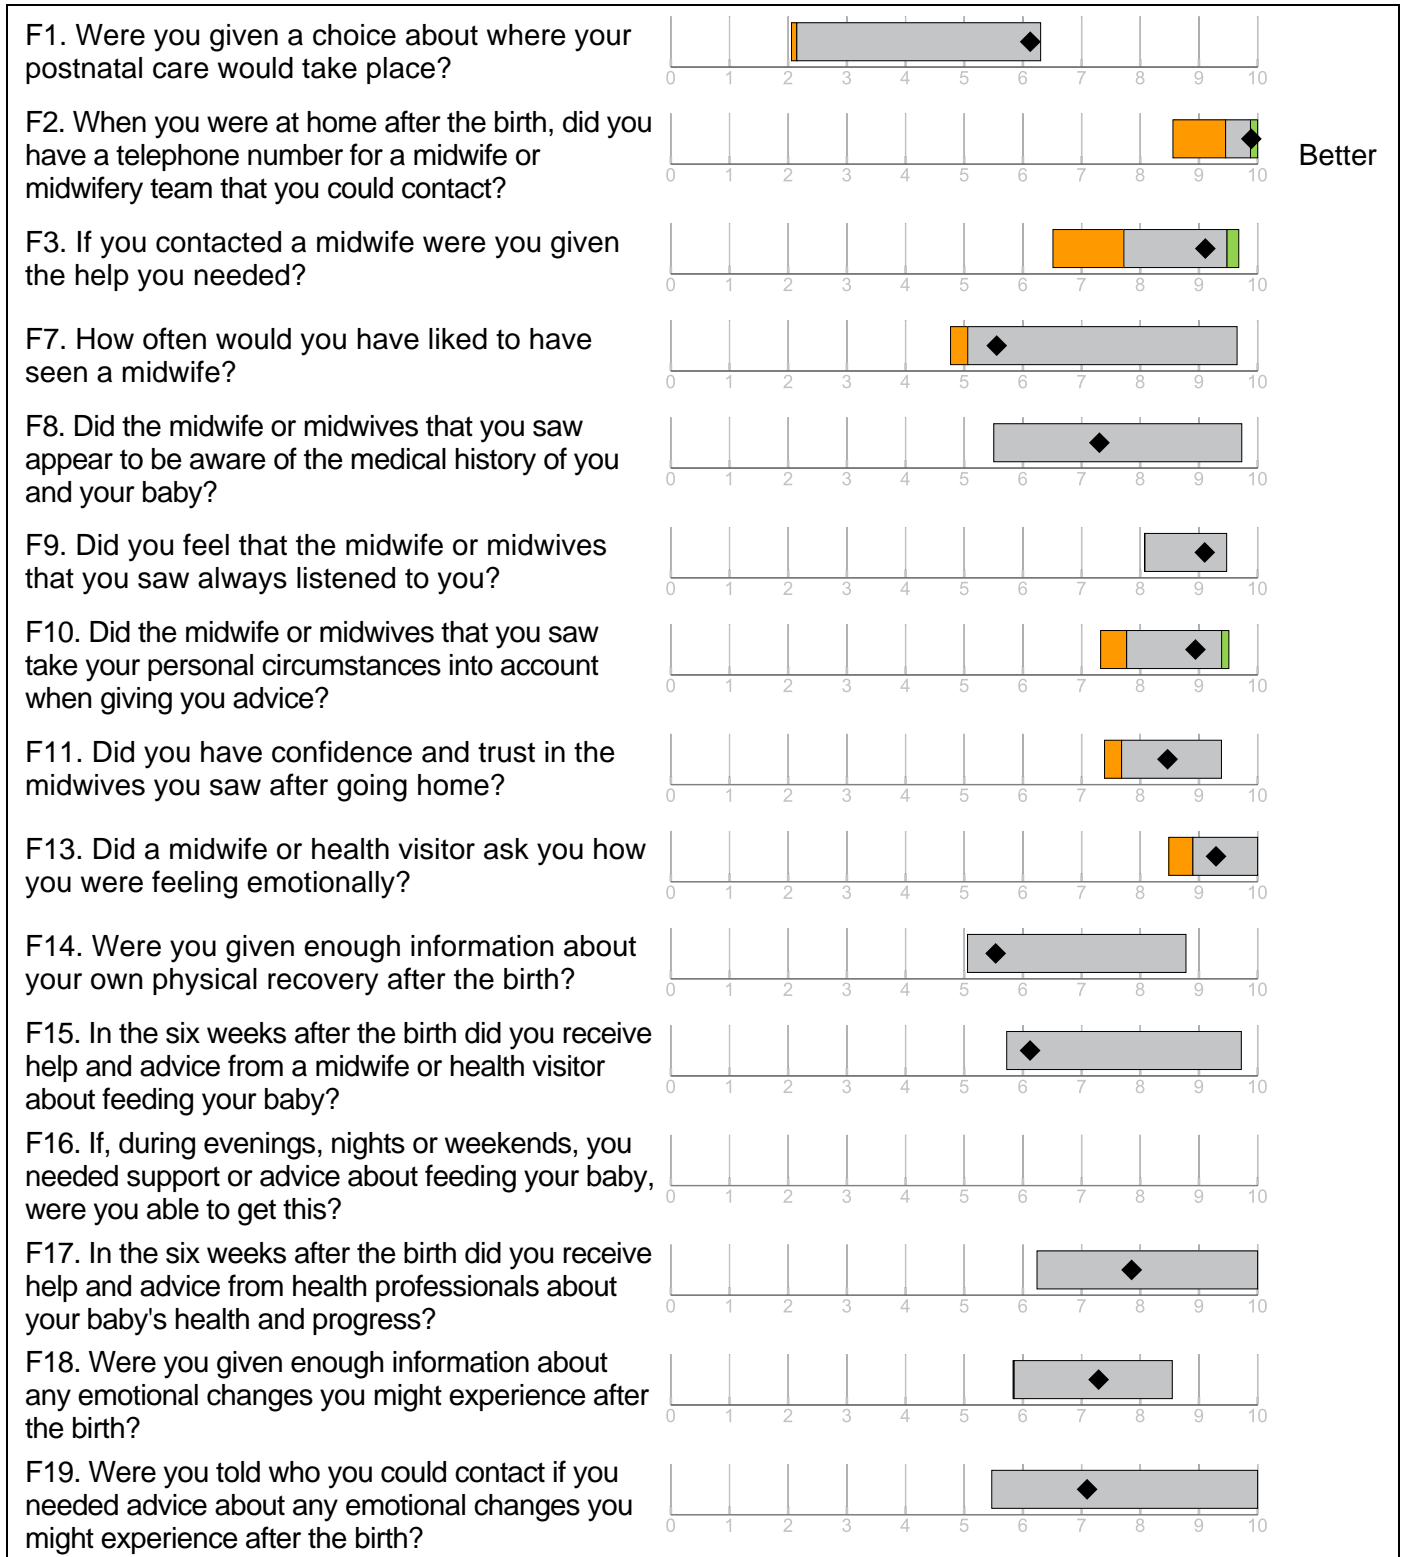 F1. Were you given a choice about where your
postnatal care would take place?
0 1 2 3 4 5 6 7 8 9 10
F2. When you were at home after the birth, did you
have a telephone number for a midwife or
midwifery team that you could contact?
0 1 2 3 4 5 6 7 8 9 10
Better
F3. If you contacted a midwife were you given
the help you needed?
0 1 2 3 4 5 6 7 8 9 10
F7. How often would you have liked to have
seen a midwife?
0 1 2 3 4 5 6 7 8 9 10
F8. Did the midwife or midwives that you saw
appear to be aware of the medical history of you
and your baby?
0 1 2 3 4 5 6 7 8 9 10
F9. Did you feel that the midwife or midwives
that you saw always listened to you?
0 1 2 3 4 5 6 7 8 9 10
F10. Did the midwife or midwives that you saw
take your personal circumstances into account
when giving you advice?
0 1 2 3 4 5 6 7 8 9 10
F11. Did you have confidence and trust in the
midwives you saw after going home?
0 1 2 3 4 5 6 7 8 9 10
F13. Did a midwife or health visitor ask you how
you were feeling emotionally?
0 1 2 3 4 5 6 7 8 9 10
F14. Were you given enough information about
your own physical recovery after the birth?
0 1 2 3 4 5 6 7 8 9 10
F15. In the six weeks after the birth did you receive
help and advice from a midwife or health visitor
about feeding your baby?
0 1 2 3 4 5 6 7 8 9 10
F16. If, during evenings, nights or weekends, you
needed support or advice about feeding your baby,
were you able to get this?
0 1 2 3 4 5 6 7 8 9 10
F17. In the six weeks after the birth did you receive
help and advice from health professionals about
your baby's health and progress?
0 1 2 3 4 5 6 7 8 9 10
F18. Were you given enough information about
any emotional changes you might experience after
the birth?
0 1 2 3 4 5 6 7 8 9 10
F19. Were you told who you could contact if you
needed advice about any emotional changes you
might experience after the birth?
0 1 2 3 4 5 6 7 8 9 10